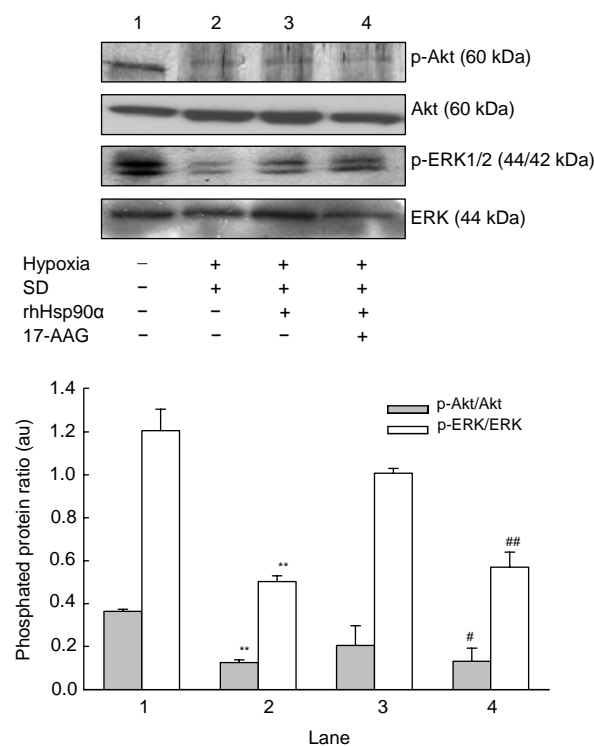 1 2 3 4
p-Akt (60 kDa)
Akt (60 kDa)
p-ERK1/2 (44/42 kDa)
ERK (44 kDa)
Hypoxia – + + +
SD – + + +
rhHsp90α – – + +
17-AAG – – – +
Phosphated protein ratio (au)
1.4
1.2
1.0
0.8
0.6
0.4
0.2
0.0
p-Akt/Akt
p-ERK/ERK
** ** # ##
1 2 3 4
Lane